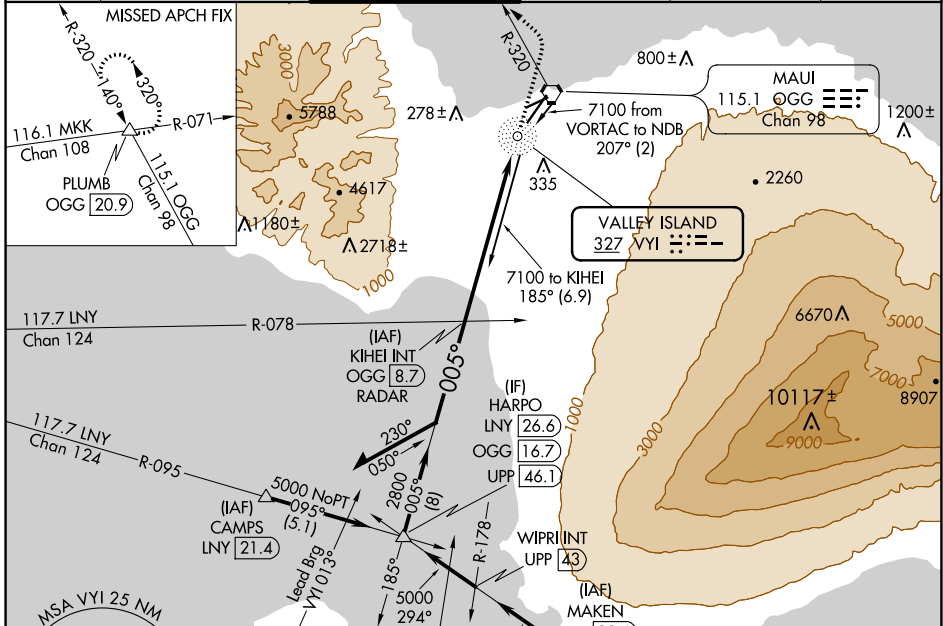 MISSED APCH FIX
R-320
140°
320°
R-071
116.1 MKK
Chan 108
PLUMB
OGG 20.9
115.1 OGG
Chan 98
3000
5788
4617
1180±
2718±
1000
278±
R-320
800±
MAUI
115.1 OGG
Chan 98
1200±
7100 from
VORTAC to NDB
207° (2)
335
2260
VALLEY ISLAND
327 VYI
7100 to KIHEI
185° (6.9)
117.7 LNY
Chan 124
R-078
(IAF)
KIHEI INT
OGG 8.7
RADAR
005°
6670
5000
7000
8907
10117±
9000
3000
1000
(IF)
HARPO
LNY 26.6
OGG 16.7
UPP 46.1
230°
050°
117.7 LNY
Chan 124
R-095
5000 NoPT
095°
(5.1)
2800
005°
(8)
(IAF)
CAMPS
LNY 21.4
Lead Brg
VYI 013°
185°
R-178
5000
294°
WIPRI INT
UPP 43
(IAF)
MAKEN
MSA VYI 25 NM